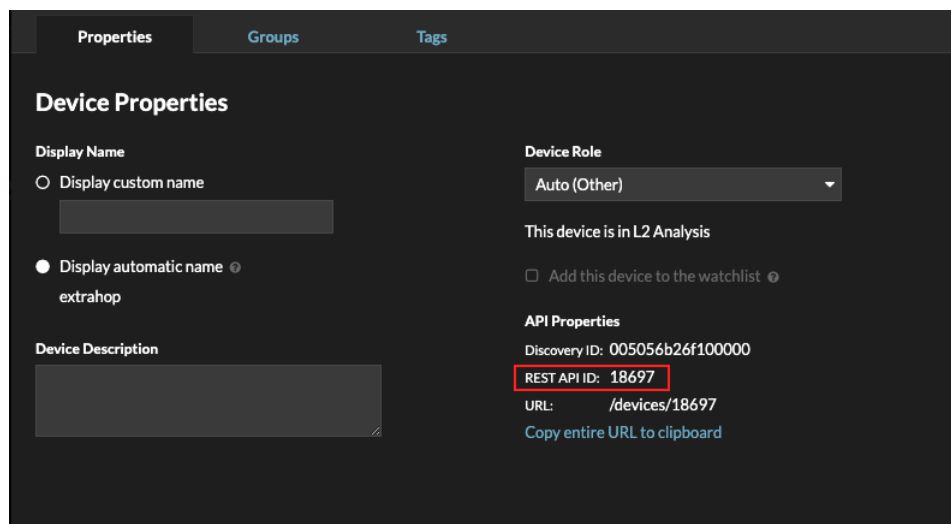 Properties
Groups
Tags
Device Properties
Display Name
Display custom name
Display automatic name
extrahop
Device Description
Device Role
Auto (Other)
This device is in L2 Analysis
Add this device to the watchlist
API Properties
Discovery ID: 005056b26f100000
REST API ID: 18697
URL: /devices/18697
Copy entire URL to clipboard